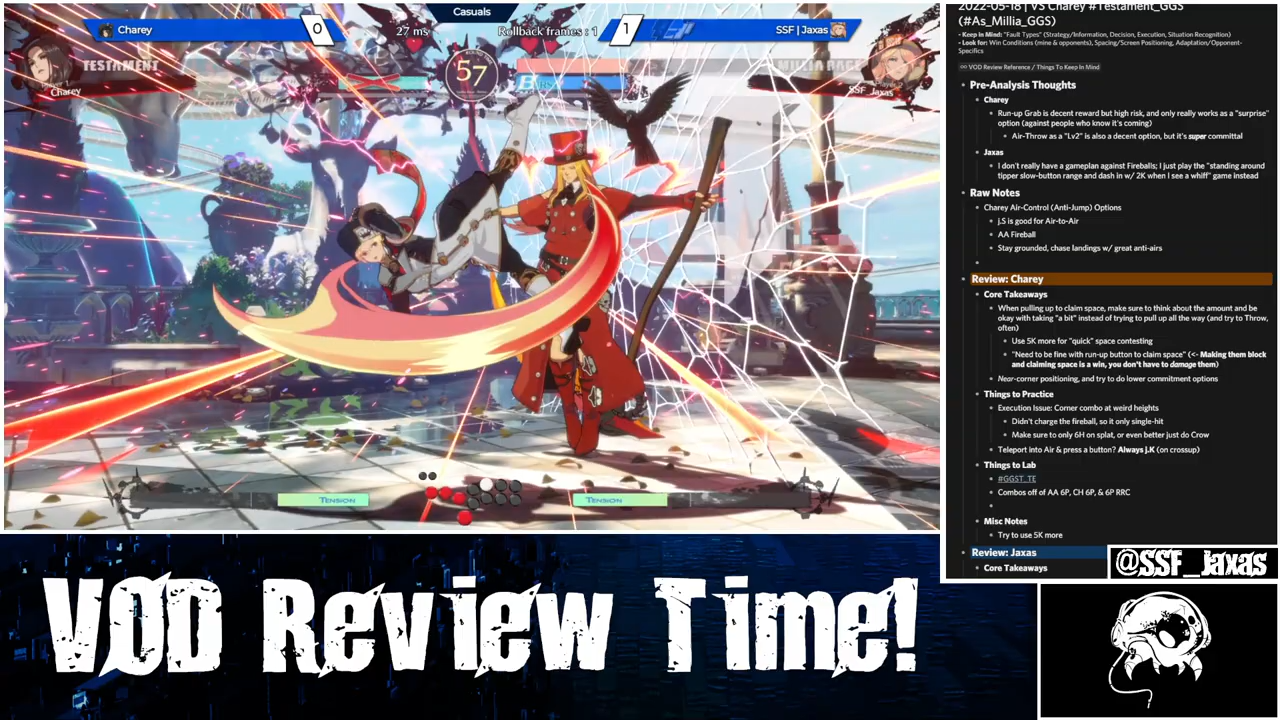 Casuals
Charey
0
27 ms
Rollback frames : 1
1
SSF | Jaxas
TESTAMENT
Charey
57
BURST
MILLIA RAGE
SSF_Jaxas
TENSION
TENSION
2022-05-18 | VS Charey #Testament_GGS
(#As_Millia_GGS)
- Keep In Mind: "Fault Types" (Strategy/Information, Decision, Execution, Situation Recognition)
- Look for: Win Conditions (mine & opponents), Spacing/Screen Positioning, Adaptation/Opponent-
Specifics
VOD Review Reference / Things To Keep In Mind
Pre-Analysis Thoughts
Charey
Run-up Grab is decent reward but high risk, and only really works as a "surprise"
option (against people who know it's coming)
Air-Throw as a "Lv2" is also a decent option, but it's super committal
Jaxas
I don't really have a gameplan against Fireballs; I just play the "standing around
tipper slow-button range and dash in w/ 2K when I see a whiff" game instead
Raw Notes
Charey Air-Control (Anti-Jump) Options
j.S is good for Air-to-Air
AA Fireball
Stay grounded, chase landings w/ great anti-airs
Review: Charey
Core Takeaways
When pulling up to claim space, make sure to think about the amount and be
okay with taking "a bit" instead of trying to pull up all the way (and try to Throw,
often)
Use 5K more for "quick" space contesting
"Need to be fine with run-up button to claim space" (<- Making them block
and claiming space is a win, you don't have to damage them)
Near-corner positioning, and try to do lower commitment options
Things to Practice
Execution Issue: Corner combo at weird heights
Didn't charge the fireball, so it only single-hit
Make sure to only 6H on splat, or even better just do Crow
Teleport into Air & press a button? Always j.K (on crossup)
Things to Lab
#GGST_TE
Combos off of AA 6P, CH 6P, & 6P RRC
Misc Notes
Try to use 5K more
Review: Jaxas
Core Takeaways
@SSF_Jaxas
VOD Review Time!